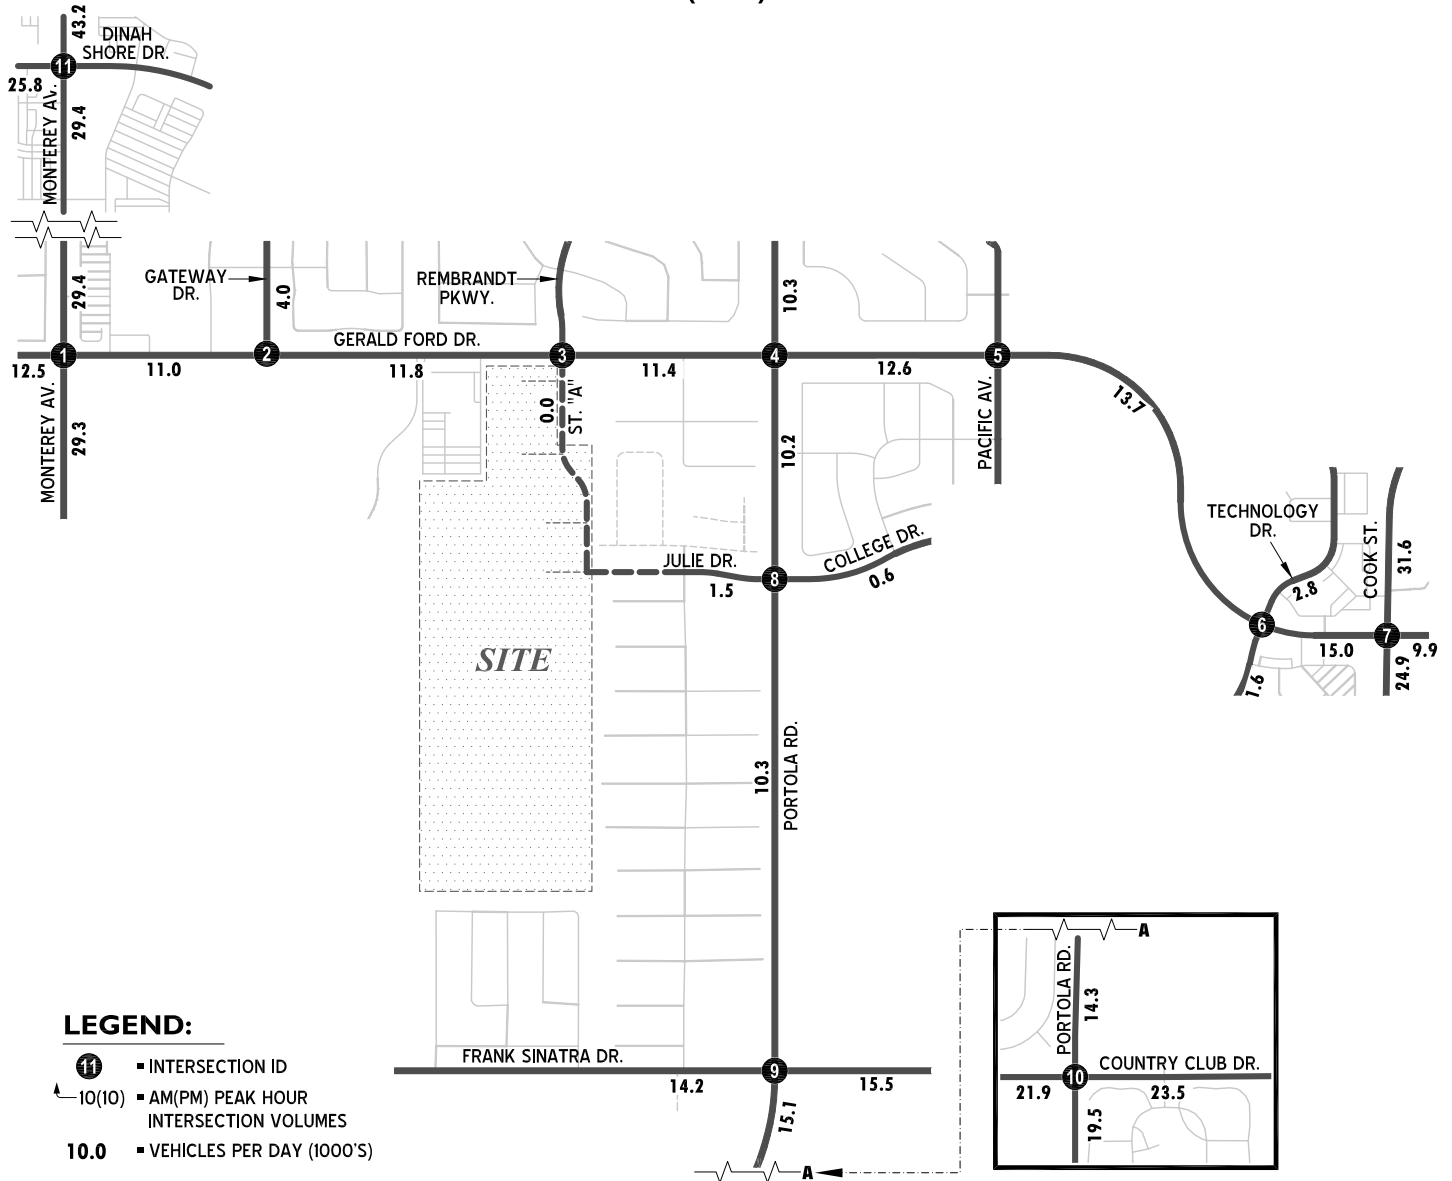 43.2
DINAH
SHORE DR.
11
25.8
MONTEREY AV.
29.4
GATEWAY
DR.
REMBRANDT
PKWY.
29.4
4.0
10.3
GERALD FORD DR.
1
2
3
4
5
12.5
11.0
11.8
11.4
12.6
13.7
MONTEREY AV.
29.3
0.0
ST. "A"
10.2
PACIFIC AV.
TECHNOLOGY
DR.
COOK ST.
31.6
JULIE DR.
COLLEGE DR.
8
1.5
0.6
2.8
6
7
15.0
9.9
1.6
24.9
SITE
10.3
PORTOLA RD.
A
PORTOLA RD.
14.3
COUNTRY CLUB DR.
10
21.9
23.5
19.5
FRANK SINATRA DR.
9
14.2
15.5
15.1
A
LEGEND:
11 = INTERSECTION ID
10(10) = AM(PM) PEAK HOUR
INTERSECTION VOLUMES
10.0 = VEHICLES PER DAY (1000'S)